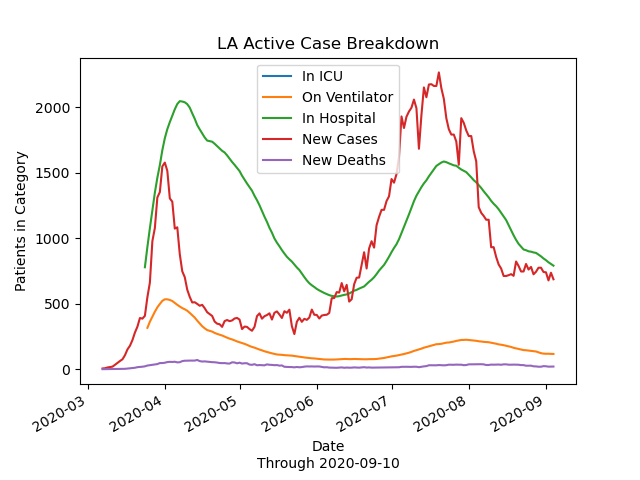 LA Active Case Breakdown
In ICU
On Ventilator
In Hospital
New Cases
New Deaths
Patients in Category
2000
1500
1000
500
0
2020-03
2020-04
2020-05
2020-06
2020-07
2020-08
2020-09
Date
Through 2020-09-10